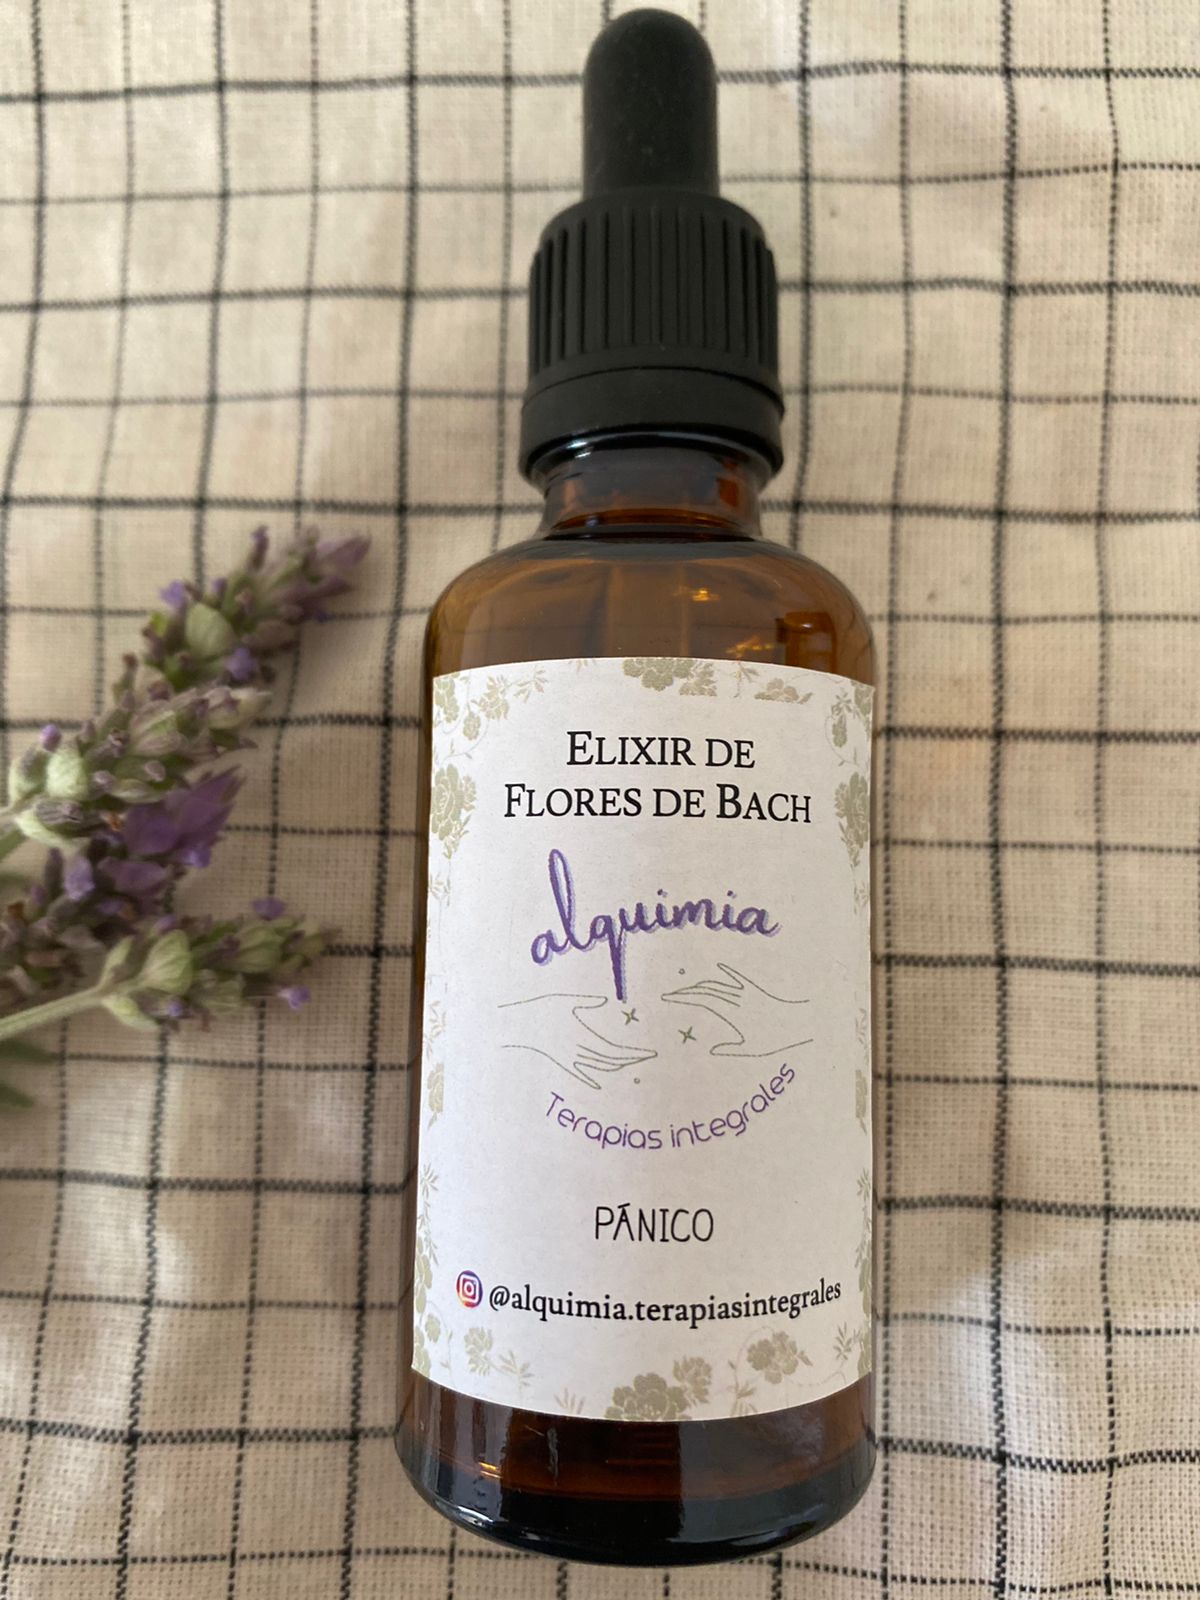 ELIXIR DE
FLORES DE BACH
alquimia
Terapias integrales
PÁNICO
@alquimia.terapiasintegrales